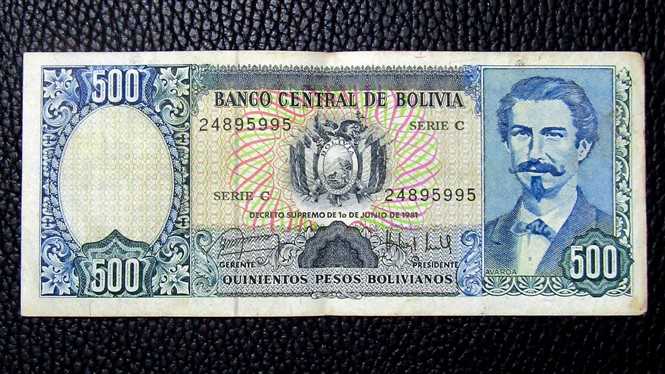 500
BANCO CENTRAL DE BOLIVIA
24895995 SERIE C
SERIE C 24895995
DECRETO SUPREMO DE 1o DE JUNIO DE 1981
GERENTE PRESIDENTE
AVAROA
500 QUINIENTOS PESOS BOLIVIANOS 500